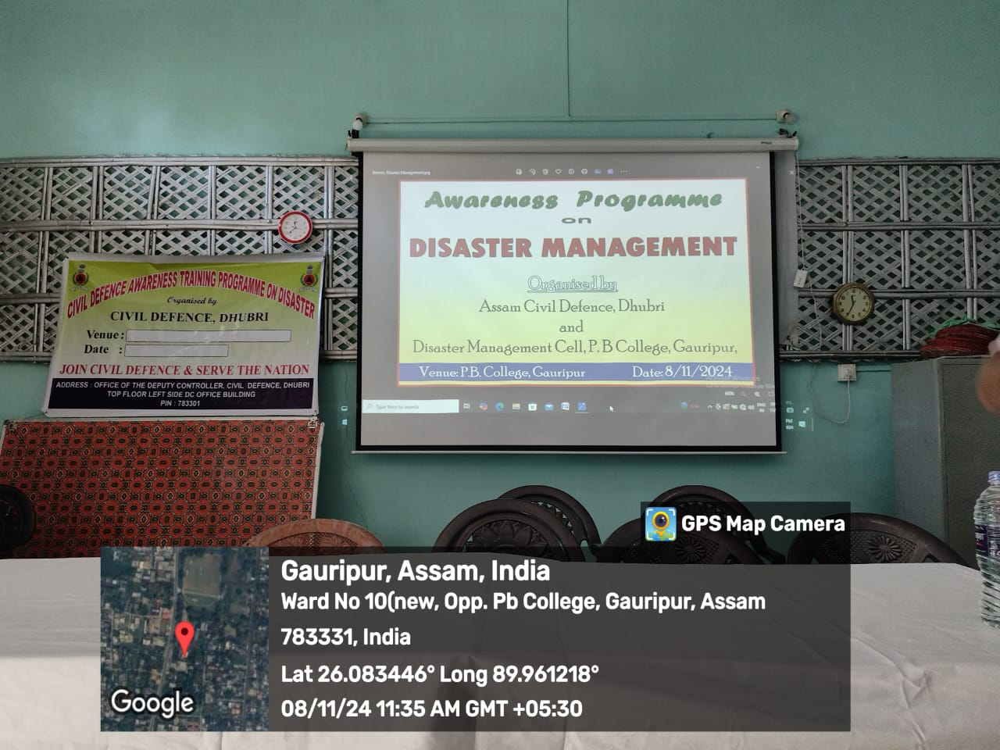 CIVIL DEFENCE AWARENESS TRAINING PROGRAMME ON DISASTER
Organised by
CIVIL DEFENCE, DHUBRI
Venue :
Date :
JOIN CIVIL DEFENCE & SERVE THE NATION
ADDRESS : OFFICE OF THE DEPUTY CONTROLLER, CIVIL DEFENCE, DHUBRI
TOP FLOOR LEFT SIDE DC OFFICE BUILDING
PIN : 783301
Awareness Programme
on
DISASTER MANAGEMENT
Organised by
Assam Civil Defence, Dhubri
and
Disaster Management Cell, P. B College, Gauripur,
Venue: P.B. College, Gauripur Date: 8/11/2024
Type here to search
GPS Map Camera
Gauripur, Assam, India
Ward No 10(new, Opp. Pb College, Gauripur, Assam
783331, India
Lat 26.083446° Long 89.961218°
08/11/24 11:35 AM GMT +05:30
Google